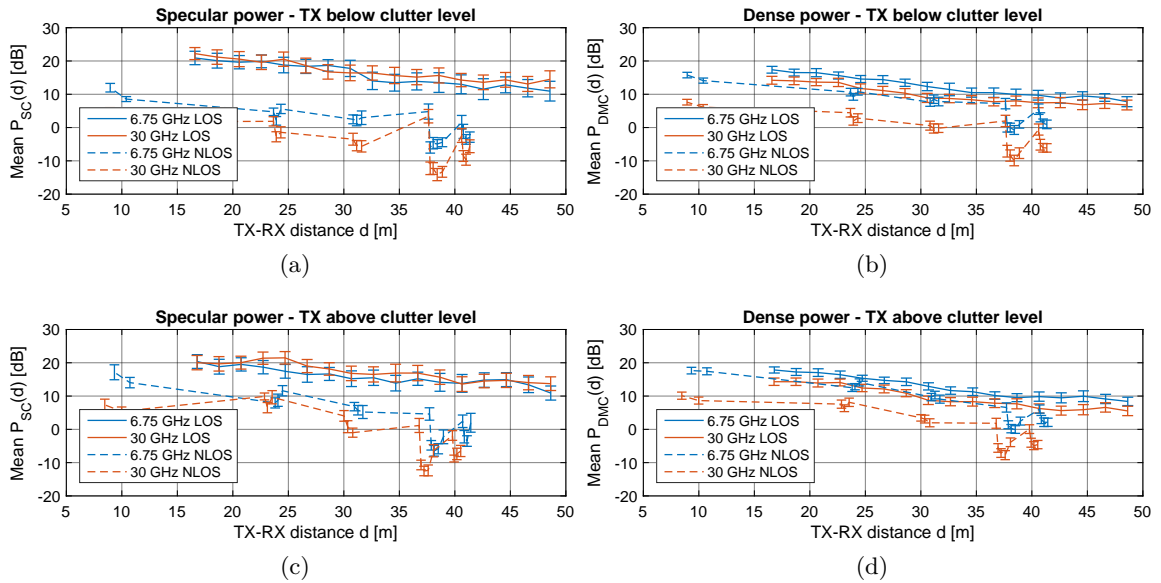 Specular power - TX below clutter level
Mean P_SC(d) [dB]
30
20
10
0
-10
-20
6.75 GHz LOS
30 GHz LOS
6.75 GHz NLOS
30 GHz NLOS
5 10 15 20 25 30 35 40 45 50
TX-RX distance d [m]
(a)
Dense power - TX below clutter level
Mean P_DMC(d) [dB]
30
20
10
0
-10
-20
6.75 GHz LOS
30 GHz LOS
6.75 GHz NLOS
30 GHz NLOS
5 10 15 20 25 30 35 40 45 50
TX-RX distance d [m]
(b)
Specular power - TX above clutter level
Mean P_SC(d) [dB]
30
20
10
0
-10
-20
6.75 GHz LOS
30 GHz LOS
6.75 GHz NLOS
30 GHz NLOS
5 10 15 20 25 30 35 40 45 50
TX-RX distance d [m]
(c)
Dense power - TX above clutter level
Mean P_DMC(d) [dB]
30
20
10
0
-10
-20
6.75 GHz LOS
30 GHz LOS
6.75 GHz NLOS
30 GHz NLOS
5 10 15 20 25 30 35 40 45 50
TX-RX distance d [m]
(d)